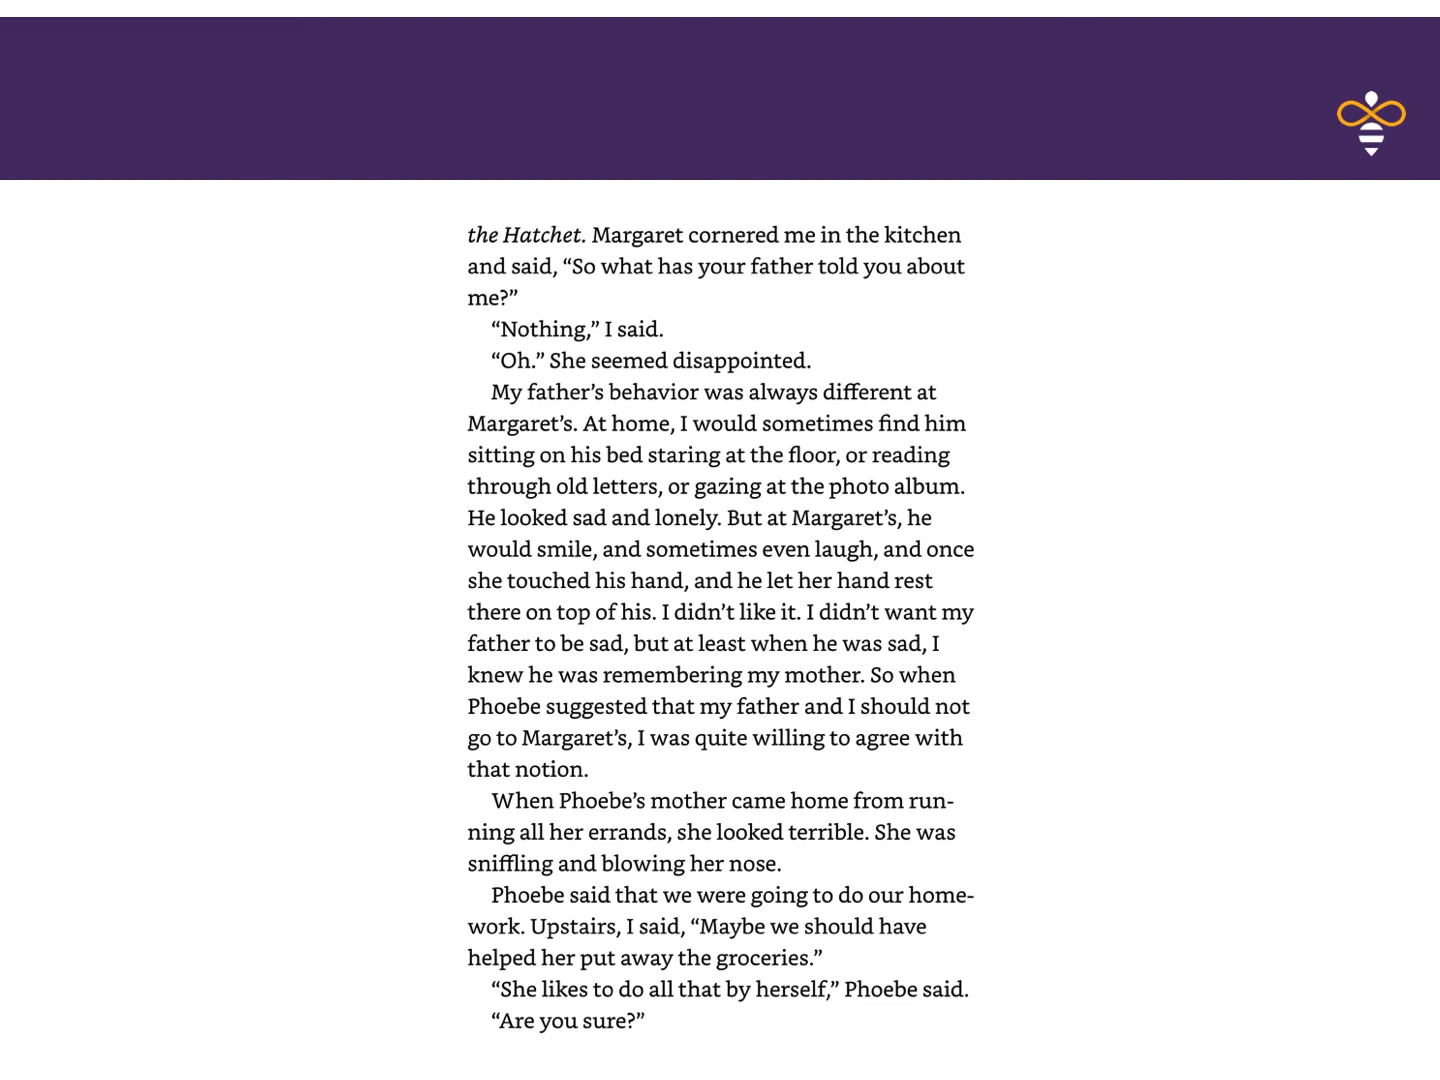 the Hatchet. Margaret cornered me in the kitchen
and said, “So what has your father told you about
me?”
“Nothing,” I said.
“Oh.” She seemed disappointed.
My father’s behavior was always different at
Margaret’s. At home, I would sometimes find him
sitting on his bed staring at the floor, or reading
through old letters, or gazing at the photo album.
He looked sad and lonely. But at Margaret’s, he
would smile, and sometimes even laugh, and once
she touched his hand, and he let her hand rest
there on top of his. I didn’t like it. I didn’t want my
father to be sad, but at least when he was sad, I
knew he was remembering my mother. So when
Phoebe suggested that my father and I should not
go to Margaret’s, I was quite willing to agree with
that notion.
When Phoebe’s mother came home from run-
ning all her errands, she looked terrible. She was
sniffling and blowing her nose.
Phoebe said that we were going to do our home-
work. Upstairs, I said, “Maybe we should have
helped her put away the groceries.”
“She likes to do all that by herself,” Phoebe said.
“Are you sure?”